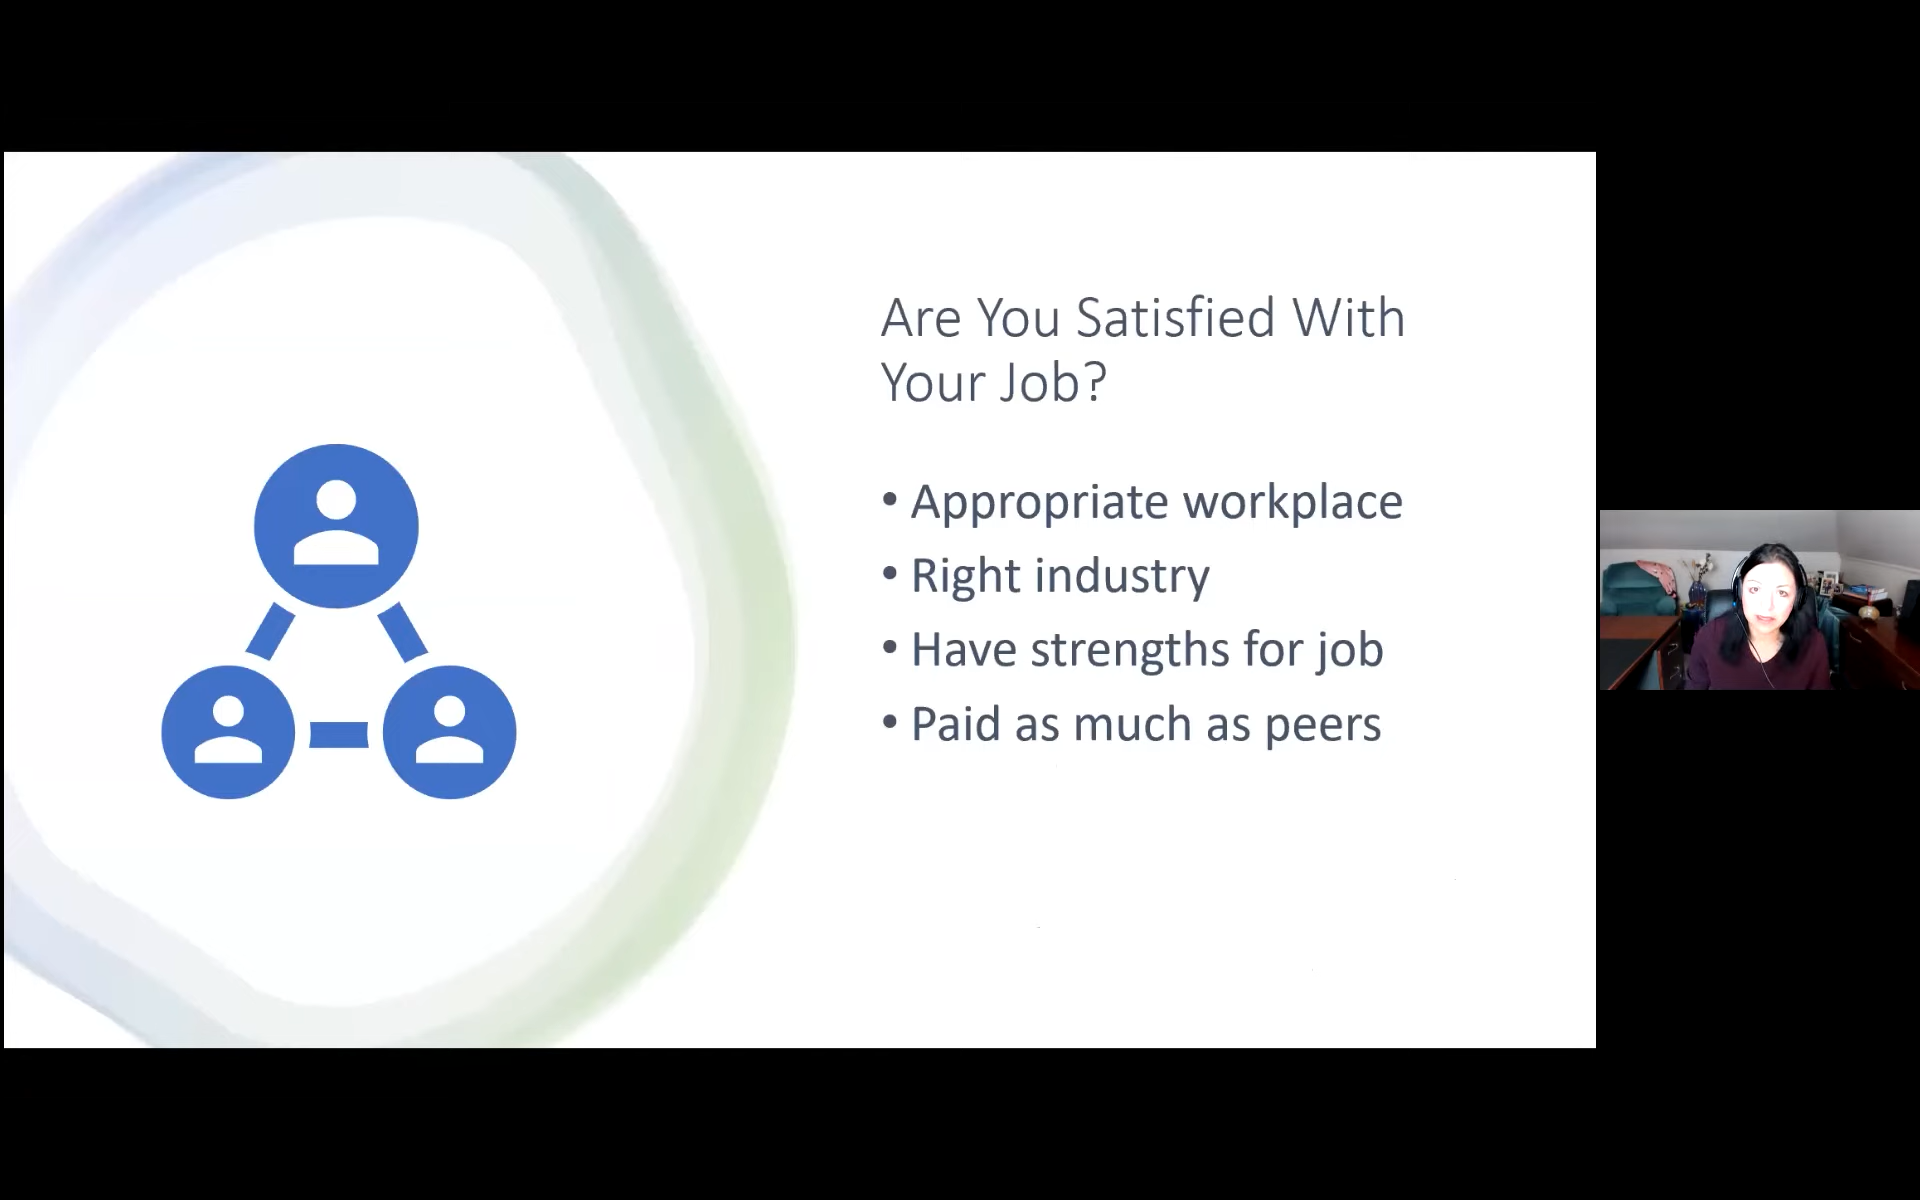 Are You Satisfied With
Your Job?
• Appropriate workplace
• Right industry
• Have strengths for job
• Paid as much as peers